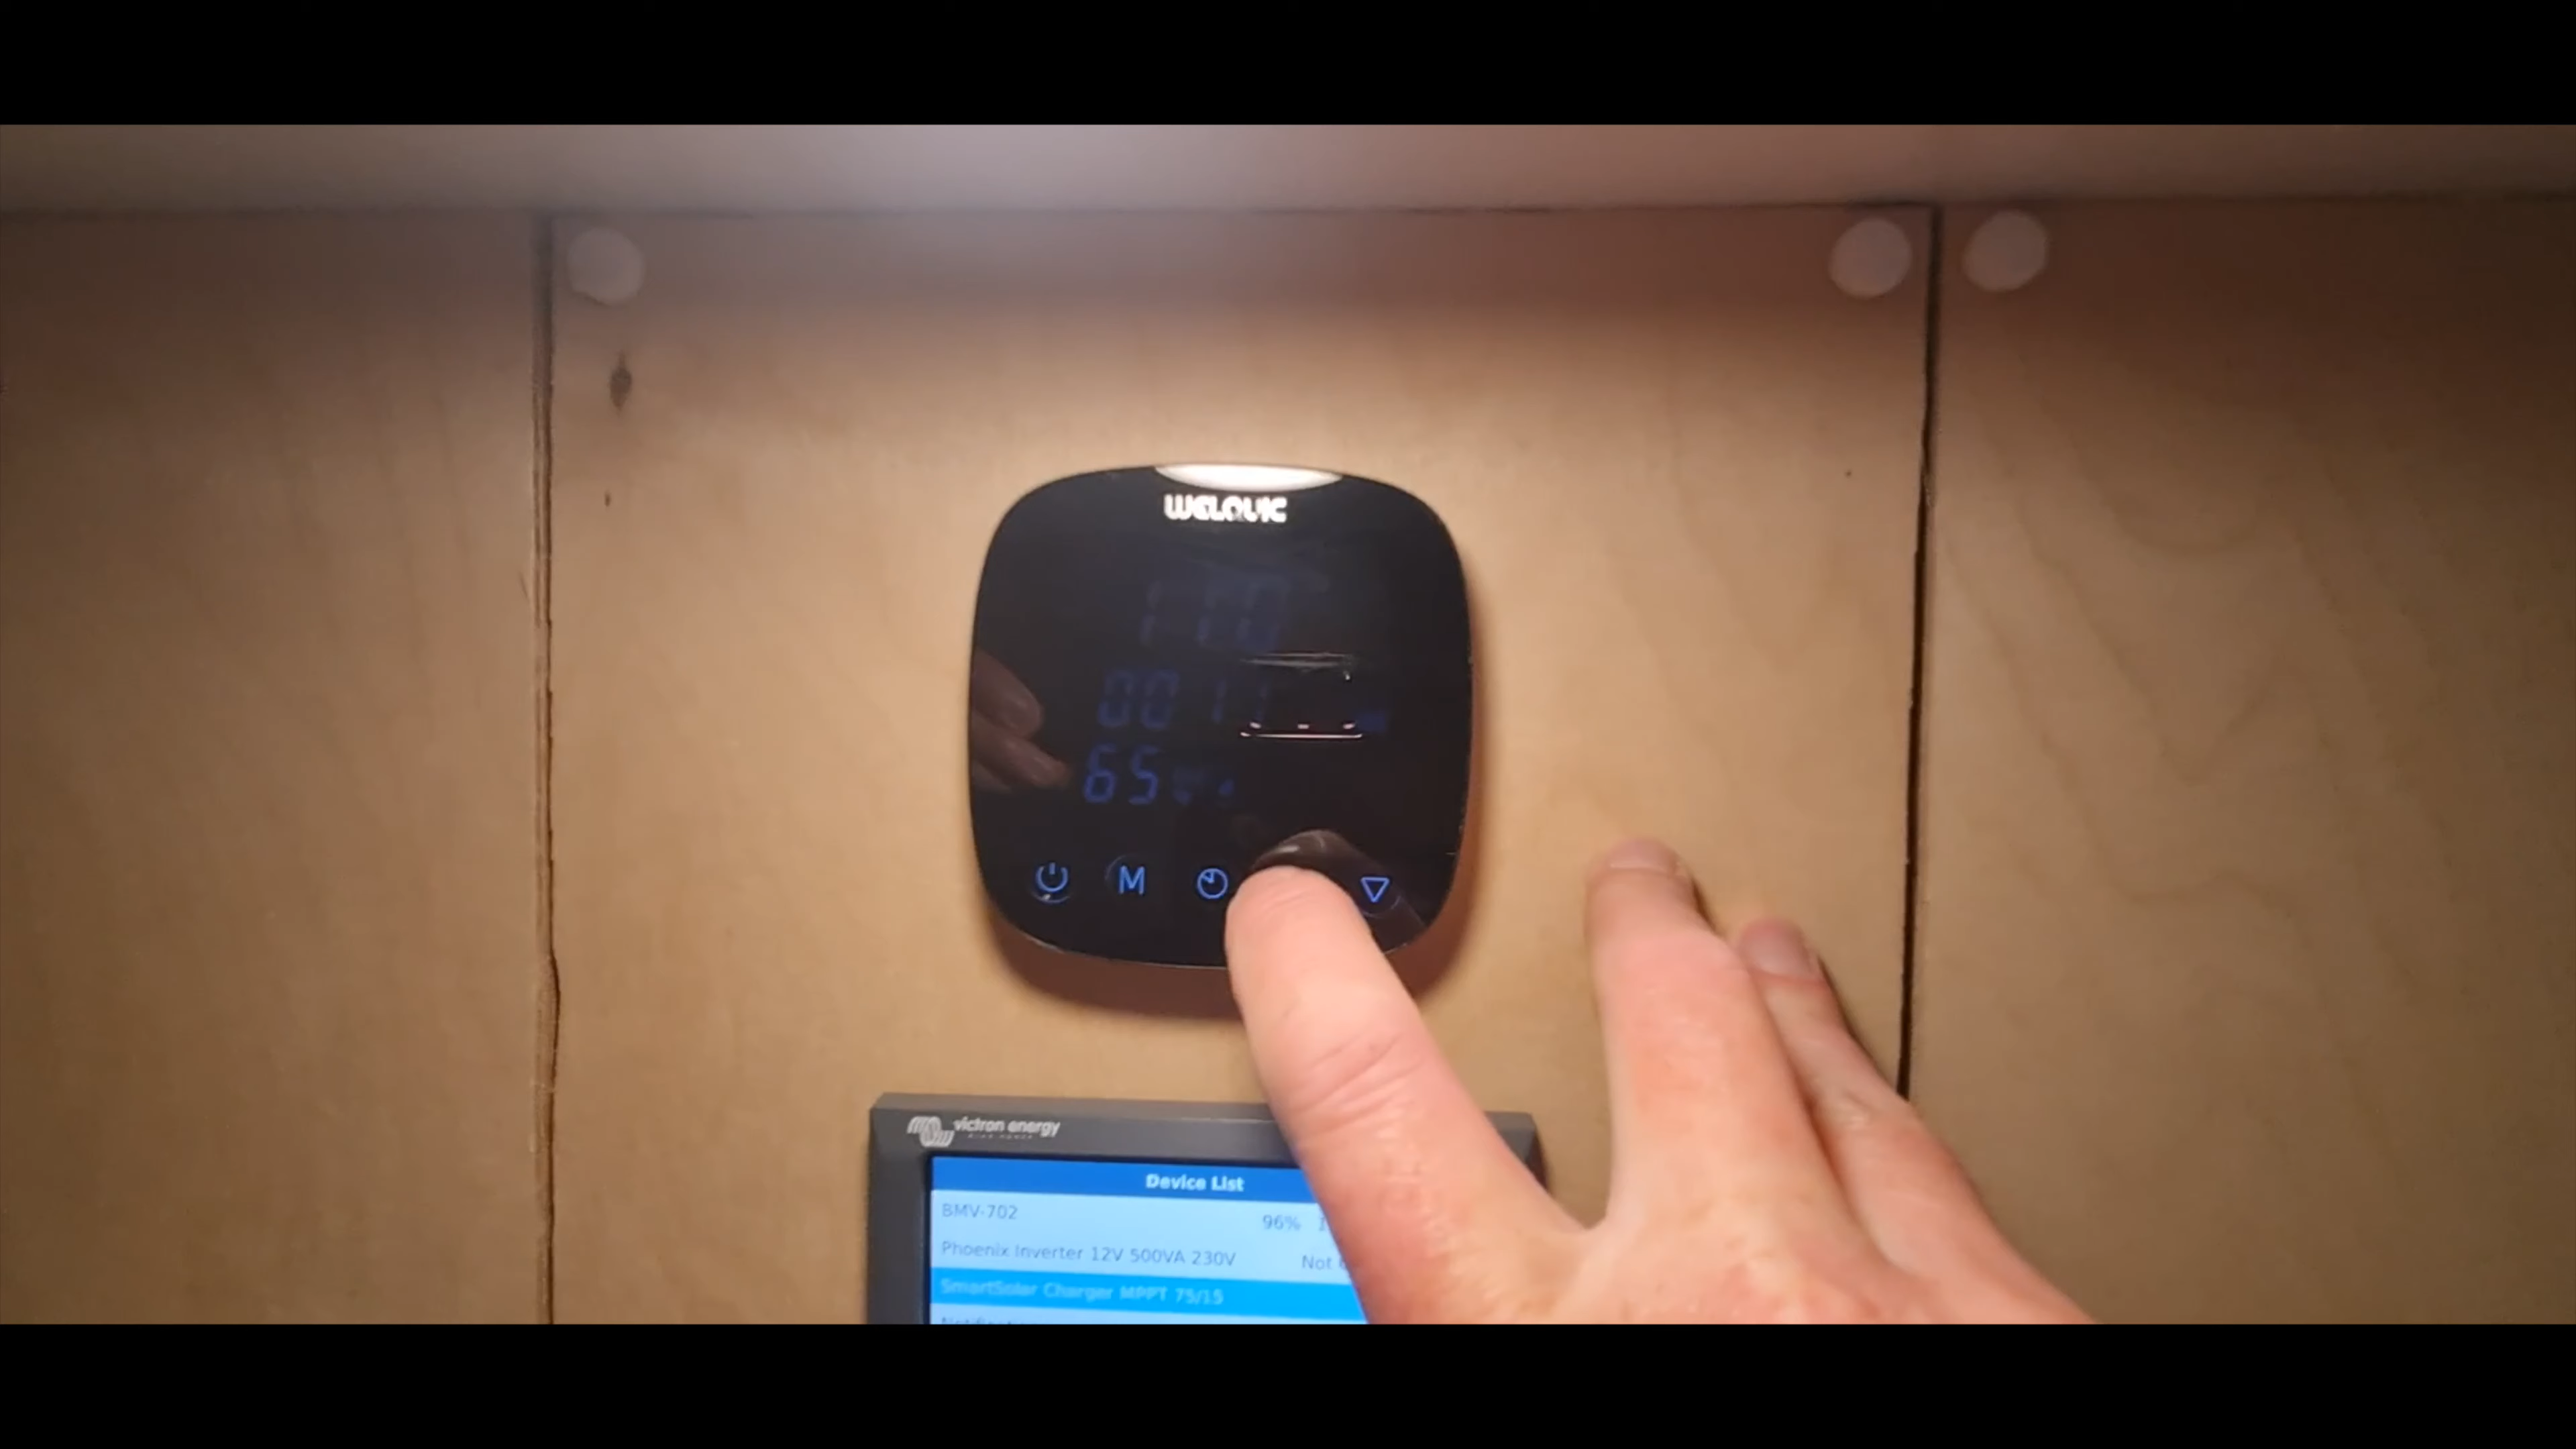 WELOVIC
0011
65
M
victron energy
Device List
BMV-702 96%
Phoenix Inverter 12V 500VA 230V Not
SmartSolar Charger MPPT 75/15